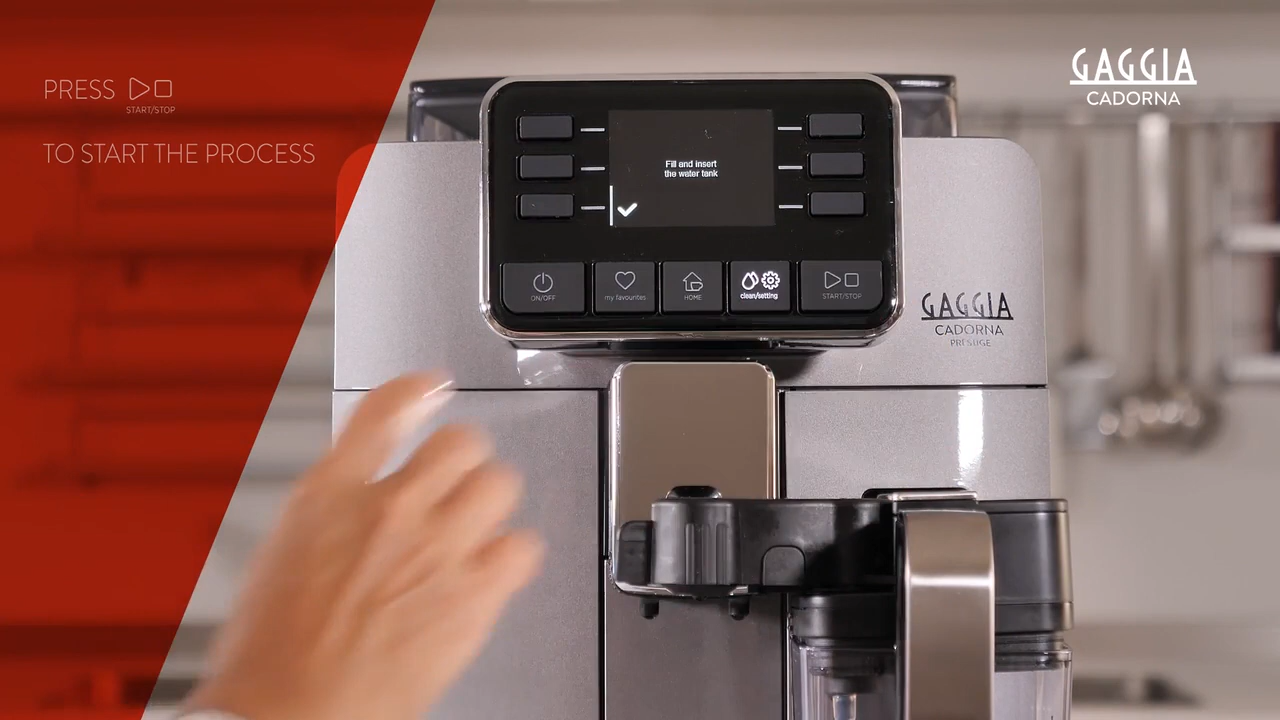 PRESS
START/STOP
TO START THE PROCESS
GAGGIA
CADORNA
Fill and insert
the water tank
ON/OFF
my favourites
HOME
clean/setting
START/STOP
GAGGIA
CADORNA
PRESTIGE